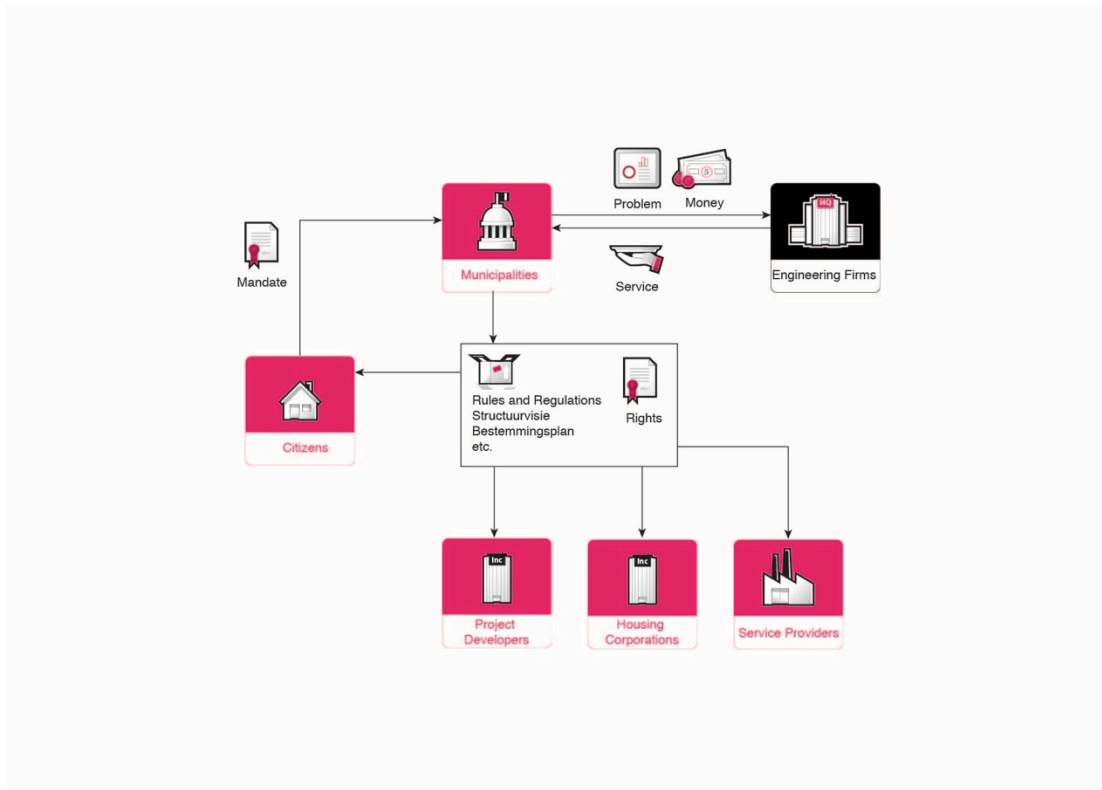 Problem
Money
HQ
Municipalities
Engineering Firms
Service
Mandate
Rules and Regulations
Structuurvisie
Bestemmingsplan
etc.
Rights
Citizens
Inc
Project
Developers
Inc
Housing
Corporations
Service Providers